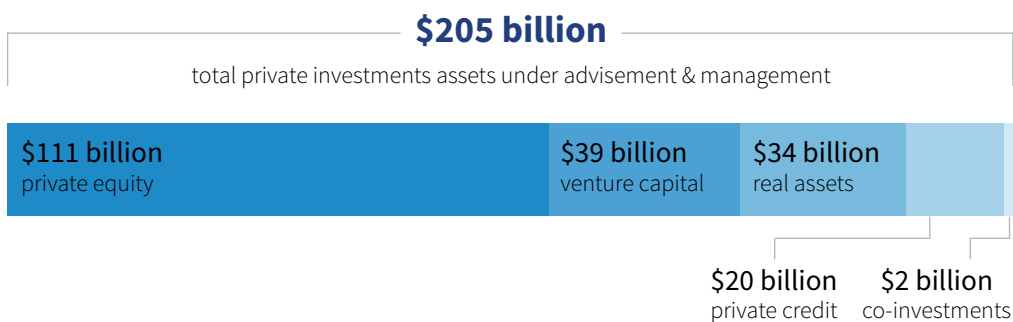 $205 billion
total private investments assets under advisement & management
$111 billion
private equity
$39 billion
venture capital
$34 billion
real assets
$20 billion
private credit
$2 billion
co-investments